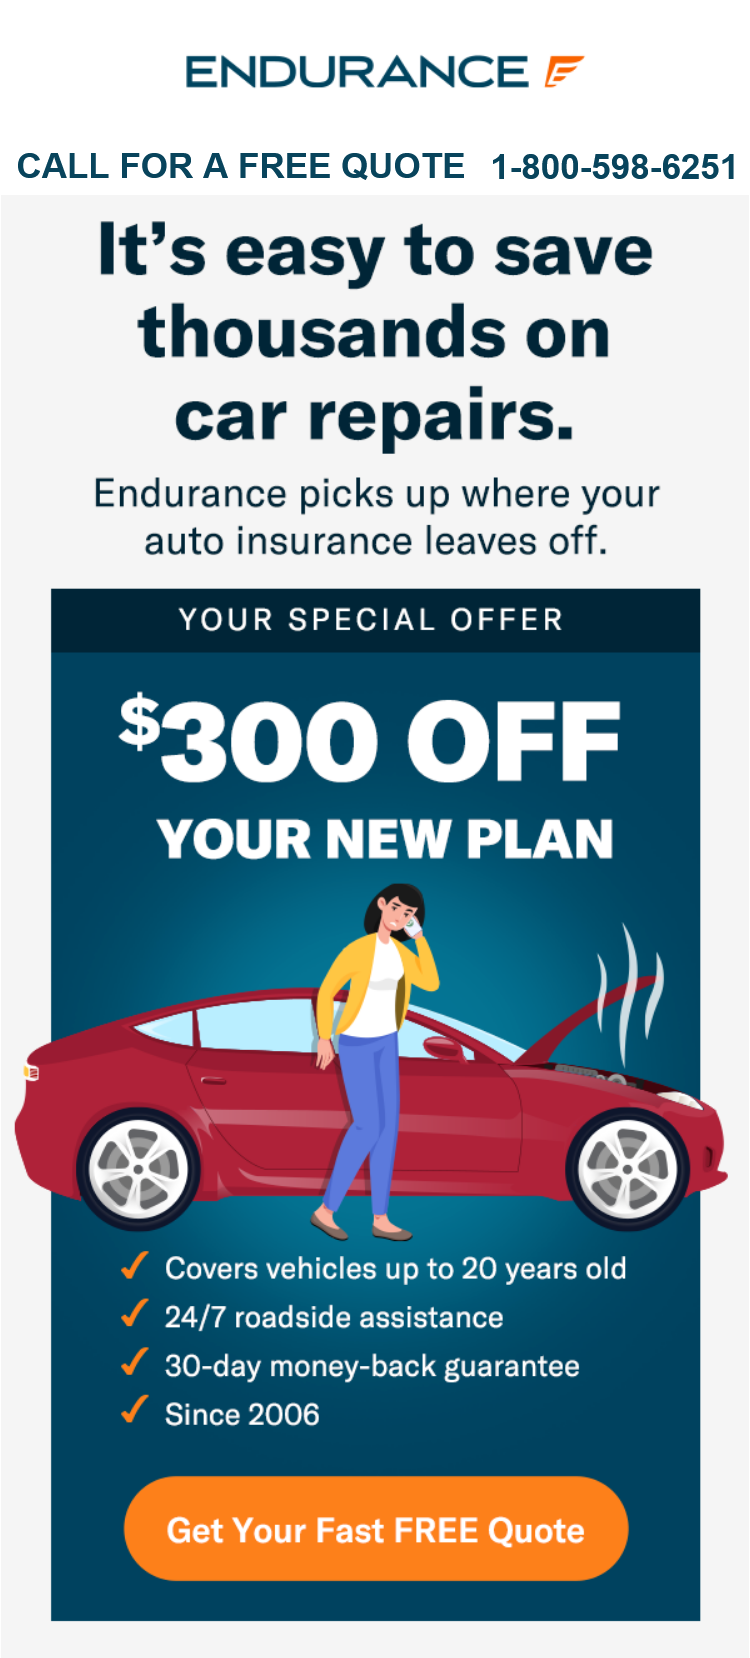 ENDURANCE
CALL FOR A FREE QUOTE 1-800-598-6251
It’s easy to save
thousands on
car repairs.
Endurance picks up where your
auto insurance leaves off.
YOUR SPECIAL OFFER
$300 OFF
YOUR NEW PLAN
Covers vehicles up to 20 years old
24/7 roadside assistance
30-day money-back guarantee
Since 2006
Get Your Fast FREE Quote